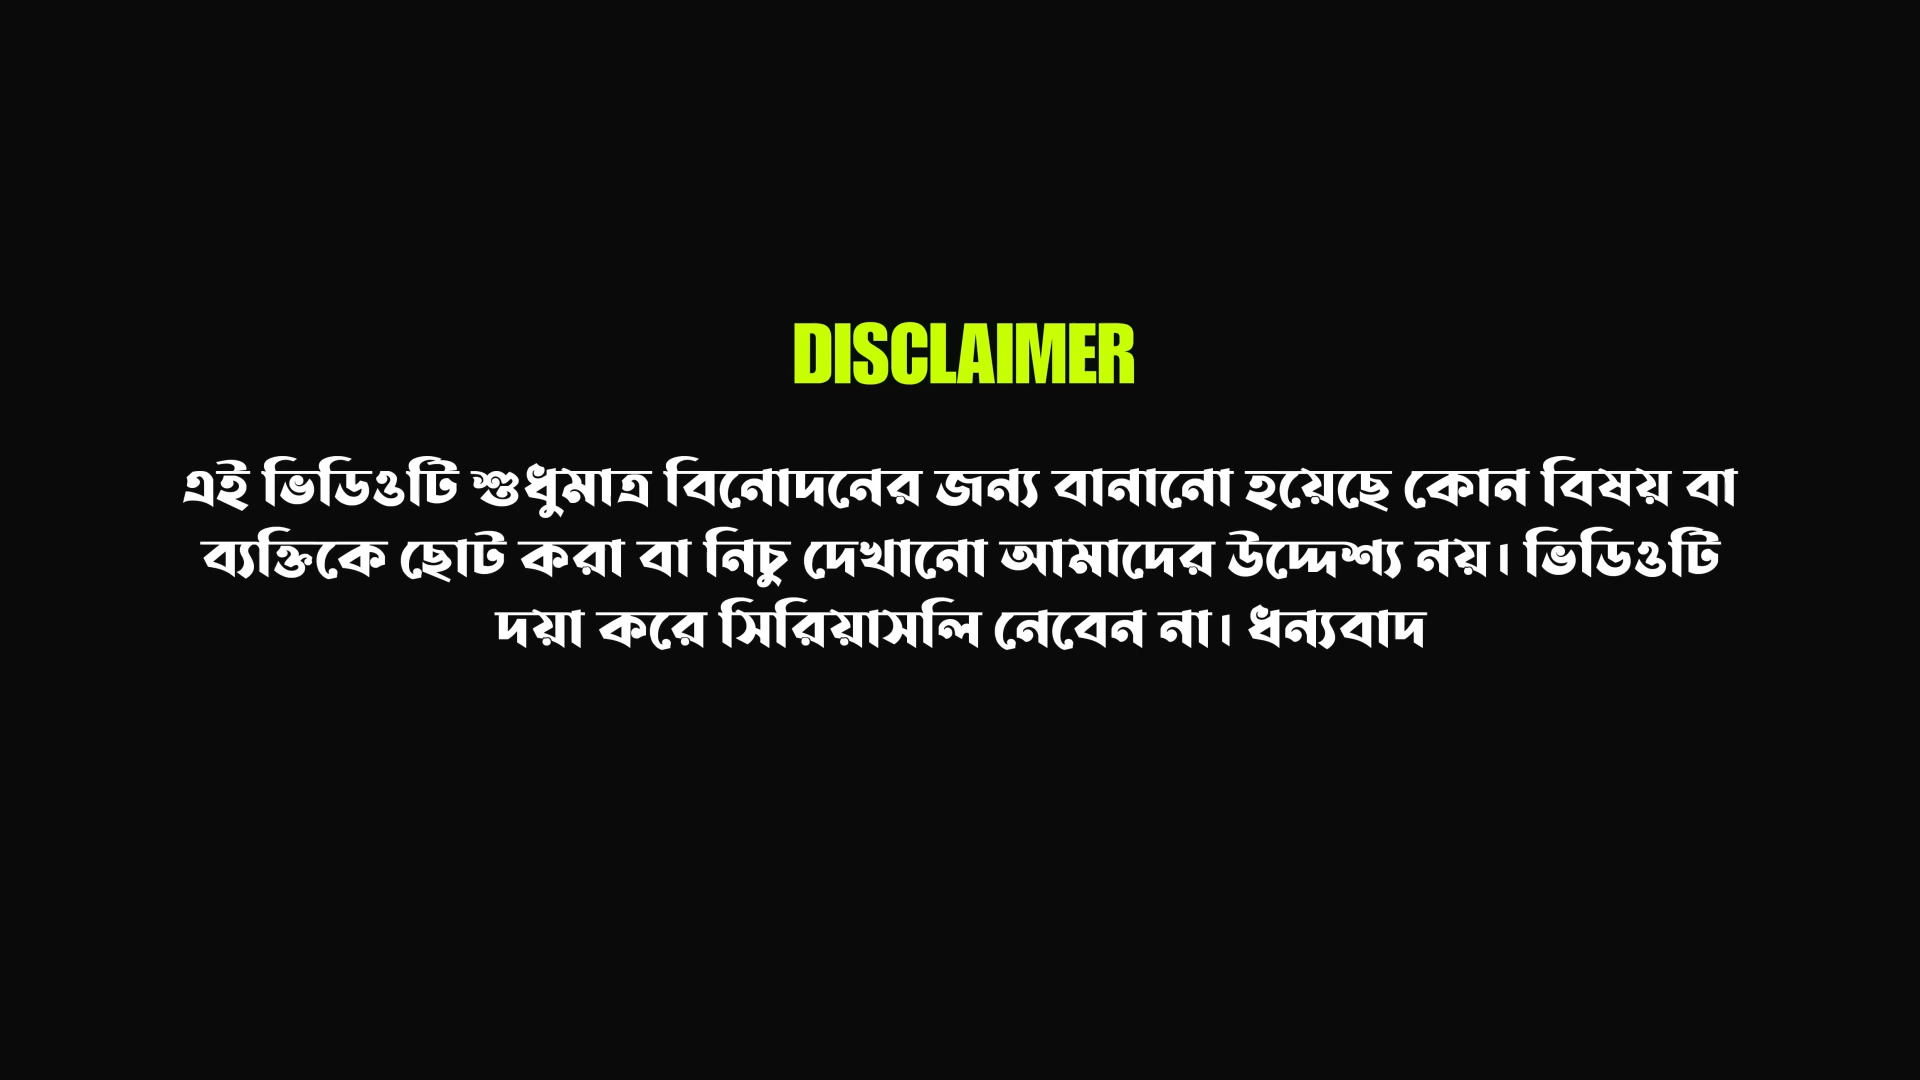 DISCLAIMER
এই ভিডিওটি শুধুমাত্র বিনোদনের জন্য বানানো হয়েছে কোন বিষয় বা
ব্যক্তিকে ছোট করা বা নিচু দেখানো আমাদের উদ্দেশ্য নয়। ভিডিওটি
দয়া করে সিরিয়াসলি নেবেন না। ধন্যবাদ